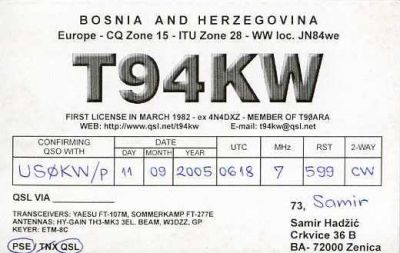 BOSNIA AND HERZEGOVINA
Europe - CQ Zone 15 - ITU Zone 28 - WW loc. JN84we
T94KW
FIRST LICENSE IN MARCH 1982 - ex 4N4DXZ - MEMBER OF T9ØARA
WEB: http://www.qsl.net/t94kw E-mail: t94kw@qsl.net
CONFIRMING QSO WITH DATE UTC MHz RST 2-WAY
DAY MONTH YEAR
USØKW/p 11 09 2005 0618 7 599 CW
QSL VIA
73, Samir
TRANSCEIVERS: YAESU FT-107M, SOMMERKAMP FT-277E
ANTENNAS: HY-GAIN TH3-MK3 3EL. BEAM, W3DZZ, GP
KEYER: ETM-8C
Samir Hadžić
Crkvice 36 B
BA- 72000 Zenica
PSE / TNX QSL